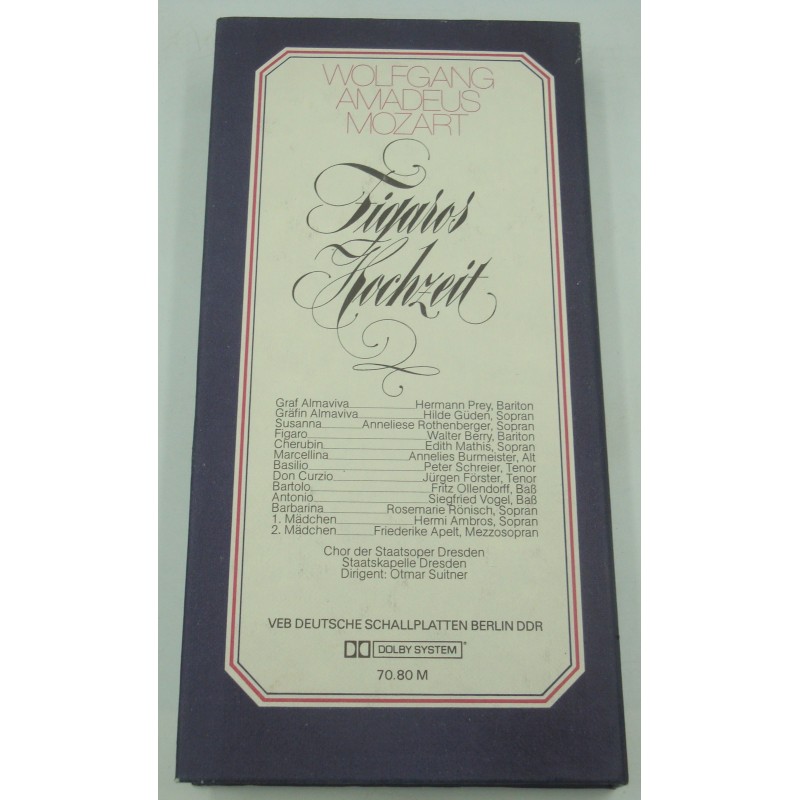 WOLFGANG
AMADEUS
MOZART
Figaros
Hochzeit
Graf Almaviva Hermann Prey, Bariton
Gräfin Almaviva Hilde Güden, Sopran
Susanna Anneliese Rothenberger, Sopran
Figaro Walter Berry, Bariton
Cherubin Edith Mathis, Sopran
Marcellina Annelies Burmeister, Alt
Basilio Peter Schreier, Tenor
Don Curzio Jürgen Förster, Tenor
Bartolo Fritz Ollendorff, Baß
Antonio Siegfried Vogel, Baß
Barbarina Rosemarie Rönisch, Sopran
1. Mädchen Hermi Ambros, Sopran
2. Mädchen Friederike Apelt, Mezzosopran
Chor der Staatsoper Dresden
Staatskapelle Dresden
Dirigent: Otmar Suitner
VEB DEUTSCHE SCHALLPLATTEN BERLIN DDR
DOLBY SYSTEM®
70.80 M